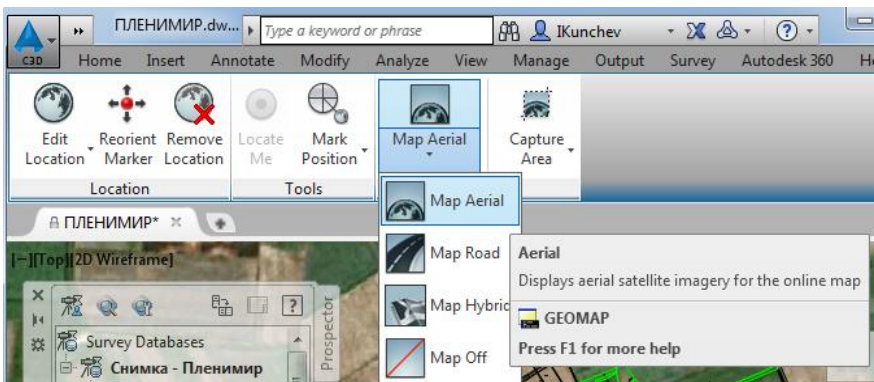 ПЛЕНИМИР.dw... Type a keyword or phrase IKunchev
C3D Home Insert Annotate Modify Analyze View Manage Output Survey Autodesk 360
Edit Location
Reorient Marker
Remove Location
Locate Me
Mark Position
Map Aerial
Capture Area
Location Tools
ПЛЕНИМИР*
Map Aerial
Map Road
Map Hybrid
Map Off
Aerial
Displays aerial satellite imagery for the online map
GEOMAP
Press F1 for more help
[−][Top][2D Wireframe]
Prospector
Survey Databases
Снимка - Пленимир